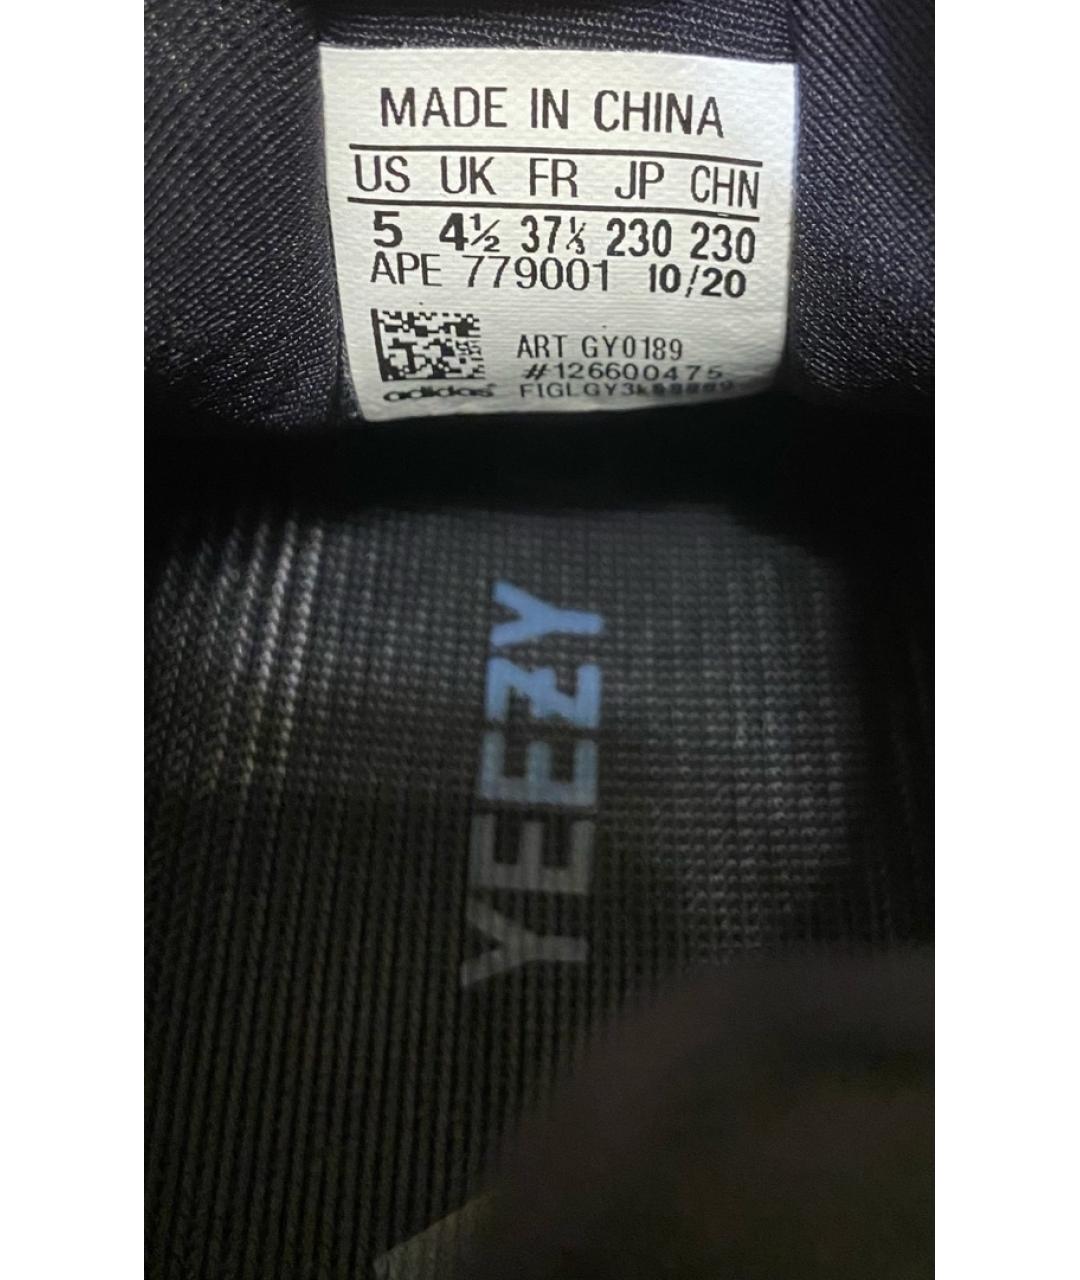 MADE IN CHINA
US UK FR JP CHN
5 4½ 37⅓ 230 230
APE 779001 10/20
ART GY0189
#126600475
adidas
YEEZY